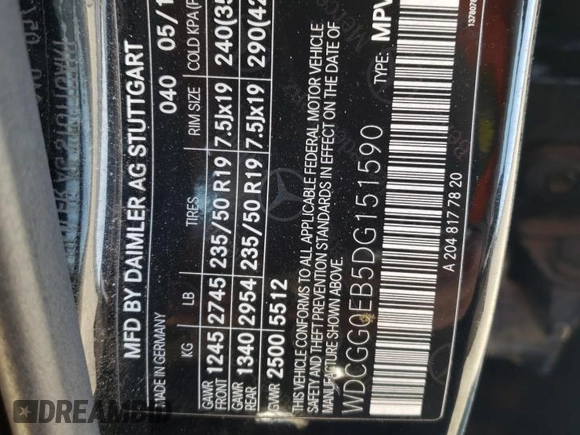 MFD BY DAIMLER AG STUTTGART
MADE IN GERMANY 040 05/1
KG LB RIM SIZE COLD KPA(P
GAWR FRONT 1245 2745 235/50 R19 7.5Jx19 240(35
GAWR REAR 1340 2954 235/50 R19 7.5Jx19 290(42
GVWR 2500 5512
THIS VEHICLE CONFORMS TO ALL APPLICABLE FEDERAL MOTOR VEHICLE
SAFETY AND THEFT PREVENTION STANDARDS IN EFFECT ON THE DATE OF
MANUFACTURE SHOWN ABOVE.
WDCGG0EB5DG151590 TYPE: MPV
A 204 817 78 20
DREAMBID